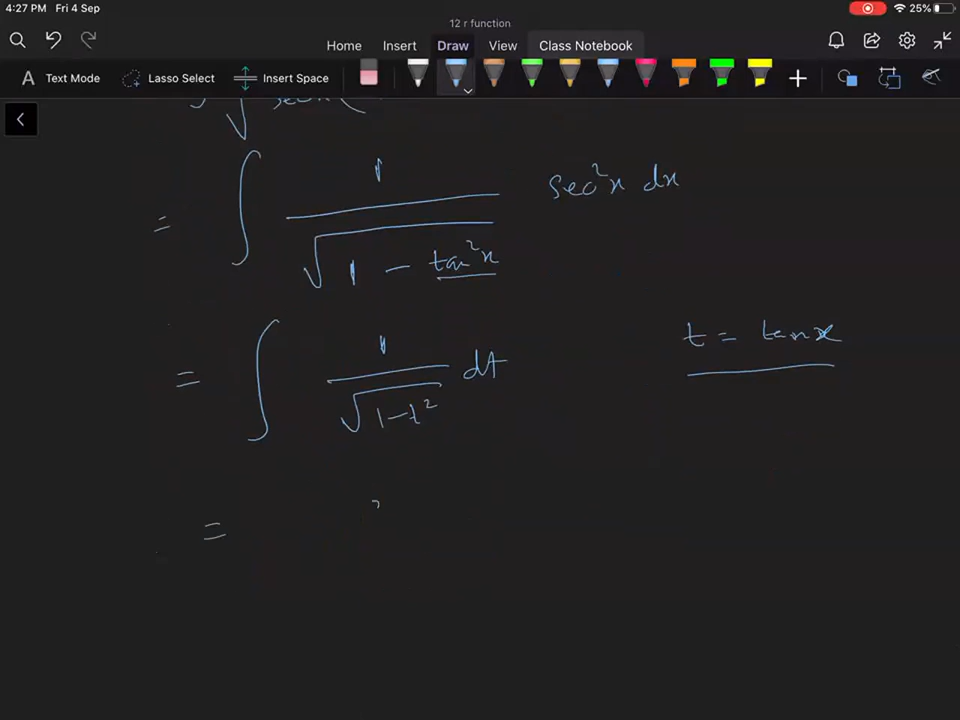 4:27 PM Fri 4 Sep
25%
12 r function
Home Insert Draw View Class Notebook
Text Mode Lasso Select Insert Space
= ∫ 1 / √(1 - tan²x) sec²x dx
= ∫ 1 / √(1-t²) dt
t = tan x
=